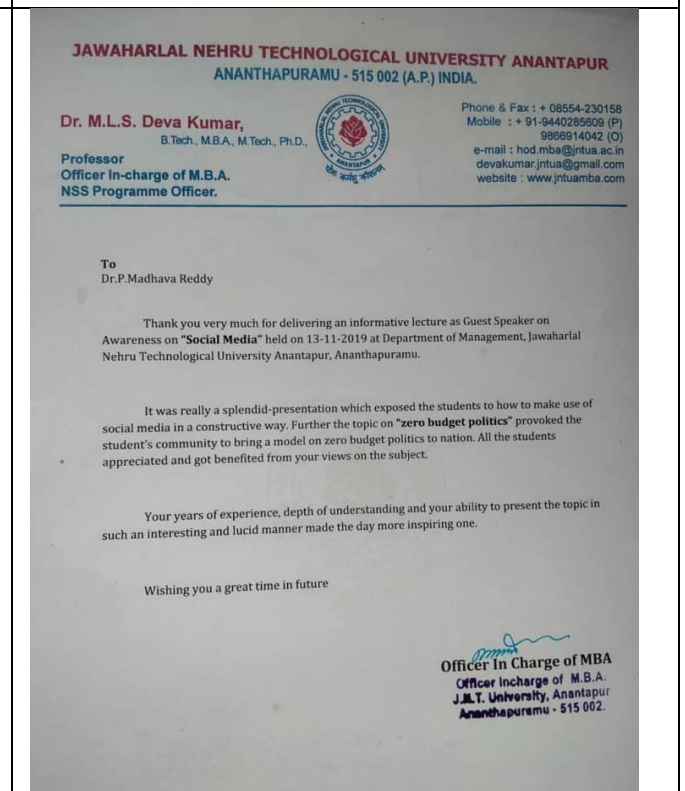 JAWAHARLAL NEHRU TECHNOLOGICAL UNIVERSITY ANANTAPUR
ANANTHAPURAMU - 515 002 (A.P.) INDIA.
Dr. M.L.S. Deva Kumar,
B.Tech., M.B.A., M.Tech., Ph.D.,
Professor
Officer In-charge of M.B.A.
NSS Programme Officer.
JAWAHARLAL NEHRU TECHNOLOGICAL UNIVERSITY
ANANTAPUR
योगः कर्मसु कौशलम्
Phone & Fax : + 08554-230158
Mobile : + 91-9440285609 (P)
9866914042 (O)
e-mail : hod.mba@jntua.ac.in
devakumar.jntua@gmail.com
website : www.jntuamba.com
To
Dr.P.Madhava Reddy
Thank you very much for delivering an informative lecture as Guest Speaker on
Awareness on "Social Media" held on 13-11-2019 at Department of Management, Jawaharlal
Nehru Technological University Anantapur, Ananthapuramu.
It was really a splendid-presentation which exposed the students to how to make use of
social media in a constructive way. Further the topic on "zero budget politics" provoked the
student's community to bring a model on zero budget politics to nation. All the students
appreciated and got benefited from your views on the subject.
Your years of experience, depth of understanding and your ability to present the topic in
such an interesting and lucid manner made the day more inspiring one.
Wishing you a great time in future
Officer In Charge of MBA
Officer Incharge of M.B.A.
J.N.T. University, Anantapur
Ananthapuramu - 515 002.